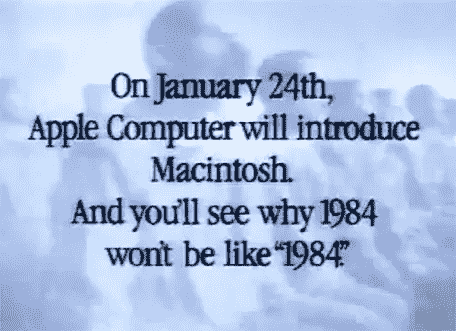 On January 24th,
Apple Computer will introduce
Macintosh.
And you'll see why 1984
won't be like "1984."